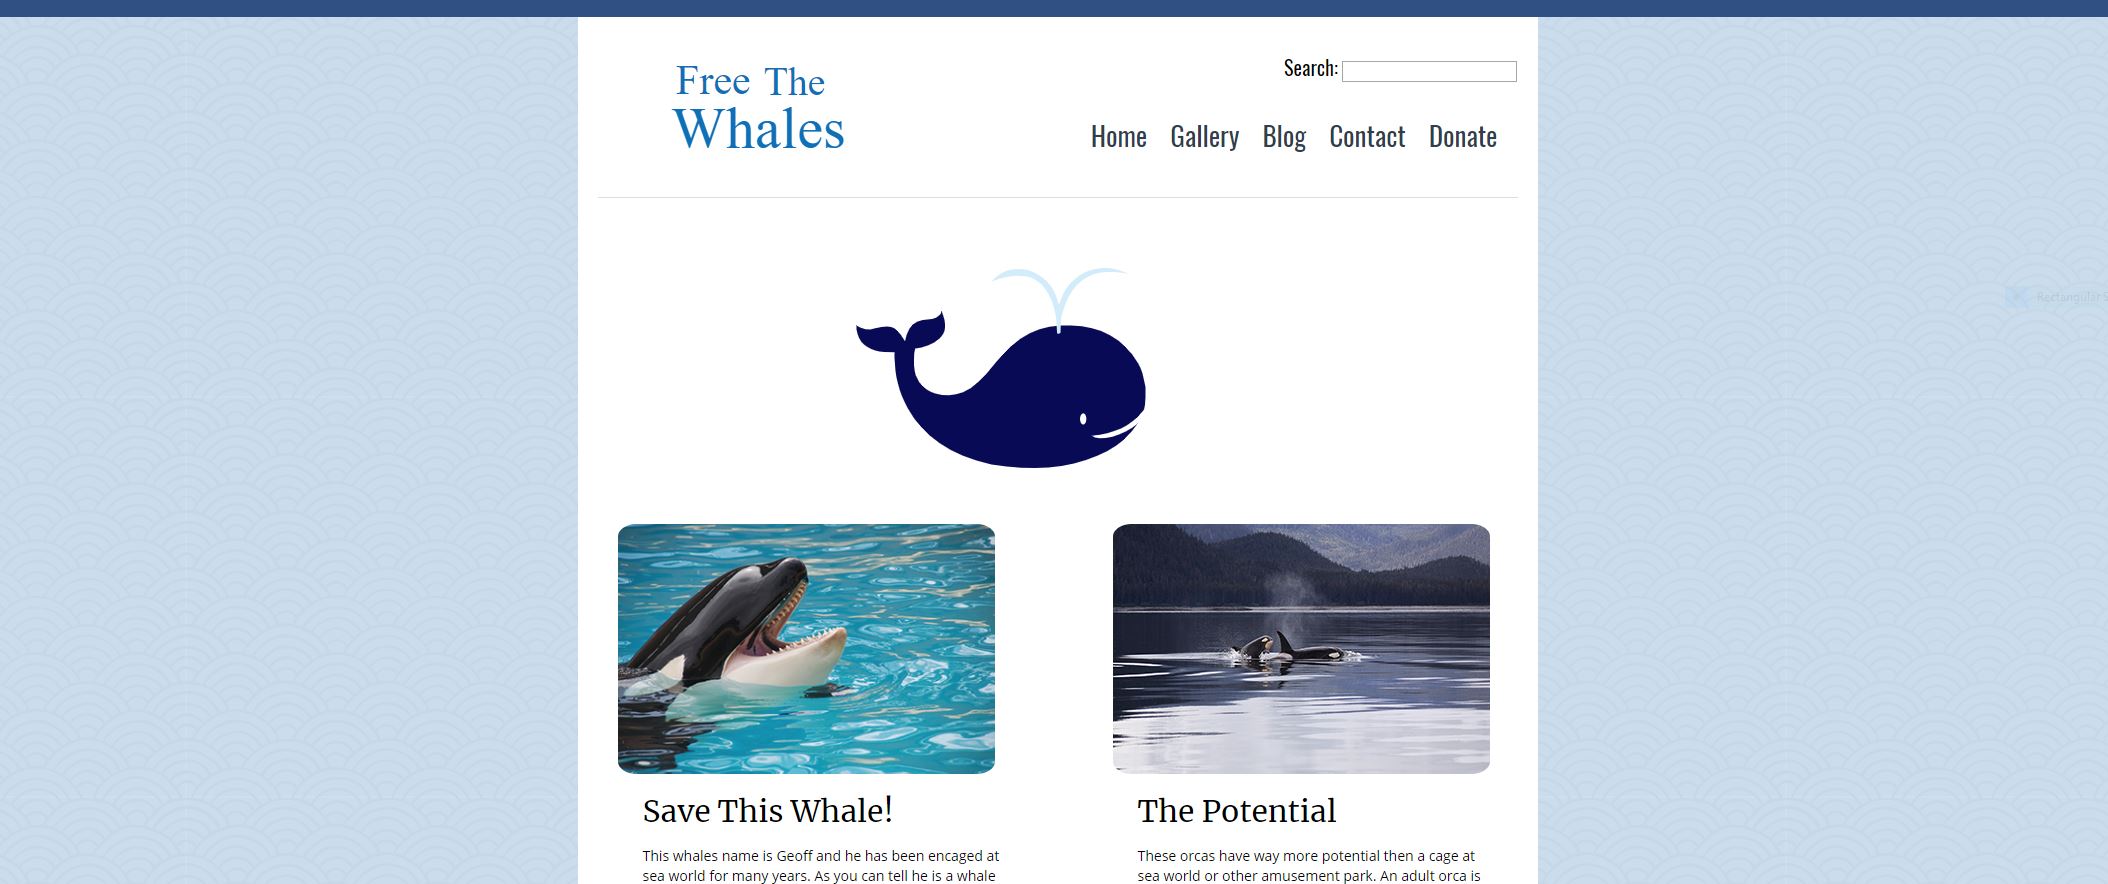 Free The
Whales
Search:
Home Gallery Blog Contact Donate
Rectangular S
Save This Whale!
This whales name is Geoff and he has been encaged at
sea world for many years. As you can tell he is a whale
The Potential
These orcas have way more potential then a cage at
sea world or other amusement park. An adult orca is